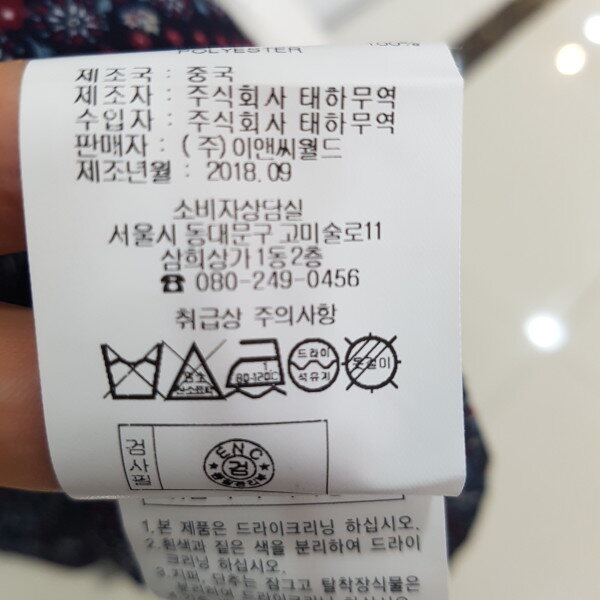 POLYESTER 100%
제조국 : 중국
제조자 : 주식회사 태하무역
수입자 : 주식회사 태하무역
판매자 : (주)이앤씨월드
제조년월 : 2018.09
소비자상담실
서울시 동대문구 고미술로11
삼희상가1동2층
☎ 080-249-0456
취급상 주의사항
염소
산소표백
80-120℃
드라이
석유계
옷걸이
검사필
ENC
검
1.본 제품은 드라이크리닝 하십시오.
2.흰색과 짙은 색을 분리하여 드라이
크리닝 하십시오.
3.지퍼, 단추는 잠그고 탈착장식물은